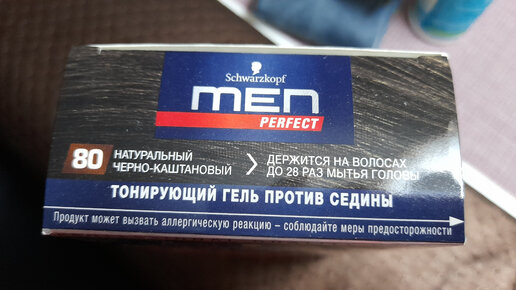 Schwarzkopf
MEN
PERFECT
80 НАТУРАЛЬНЫЙ
ЧЕРНО-КАШТАНОВЫЙ
ДЕРЖИТСЯ НА ВОЛОСАХ
ДО 28 РАЗ МЫТЬЯ ГОЛОВЫ
ТОНИРУЮЩИЙ ГЕЛЬ ПРОТИВ СЕДИНЫ
Продукт может вызвать аллергическую реакцию – соблюдайте меры предосторожности